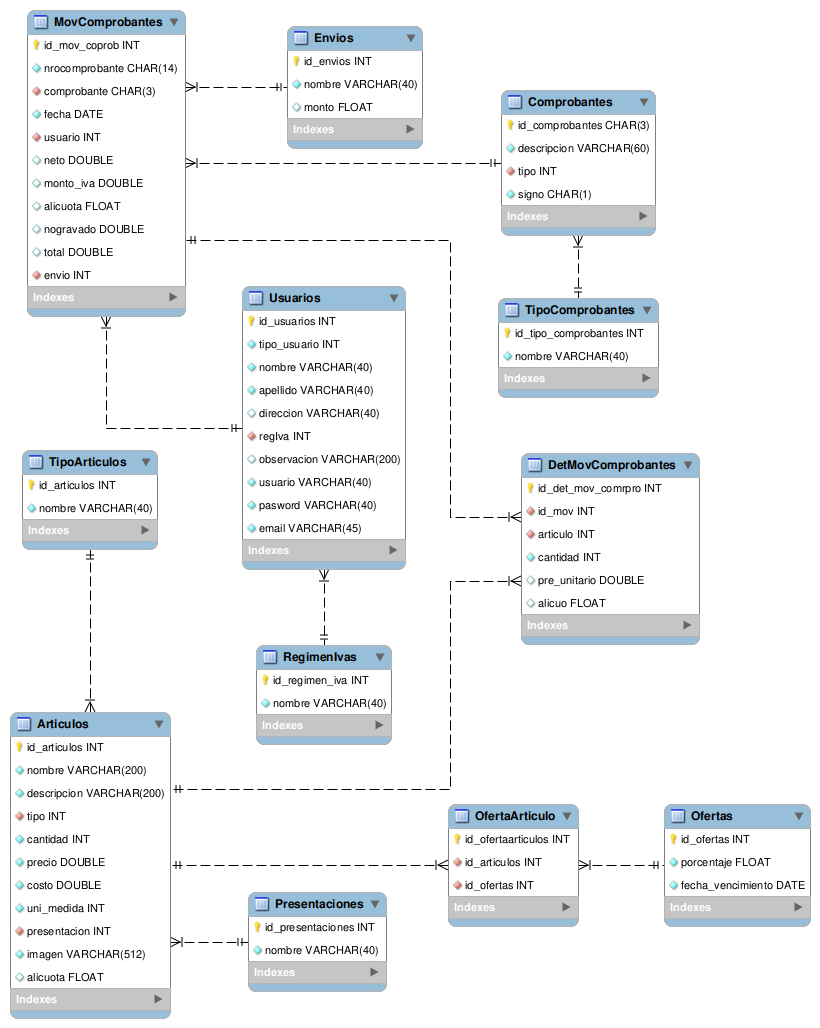 MovComprobantes
id_mov_coprob INT
nrocomprobante CHAR(14)
comprobante CHAR(3)
fecha DATE
usuario INT
neto DOUBLE
monto_iva DOUBLE
alicuota FLOAT
nogravado DOUBLE
total DOUBLE
envio INT
Indexes
Envios
id_envios INT
nombre VARCHAR(40)
monto FLOAT
Indexes
Comprobantes
id_comprobantes CHAR(3)
descripcion VARCHAR(60)
tipo INT
signo CHAR(1)
Indexes
TipoComprobantes
id_tipo_comprobantes INT
nombre VARCHAR(40)
Indexes
Usuarios
id_usuarios INT
tipo_usuario INT
nombre VARCHAR(40)
apellido VARCHAR(40)
direccion VARCHAR(40)
regIva INT
observacion VARCHAR(200)
usuario VARCHAR(40)
pasword VARCHAR(40)
email VARCHAR(45)
Indexes
TipoArticulos
id_articulos INT
nombre VARCHAR(40)
Indexes
DetMovComprobantes
id_det_mov_comrpro INT
id_mov INT
articulo INT
cantidad INT
pre_unitario DOUBLE
alicuo FLOAT
Indexes
RegimenIvas
id_regimen_iva INT
nombre VARCHAR(40)
Indexes
Articulos
id_articulos INT
nombre VARCHAR(200)
descripcion VARCHAR(200)
tipo INT
cantidad INT
precio DOUBLE
costo DOUBLE
uni_medida INT
presentacion INT
imagen VARCHAR(512)
alicuota FLOAT
Indexes
OfertaArticulo
id_ofertaarticulos INT
id_articulos INT
id_ofertas INT
Indexes
Ofertas
id_ofertas INT
porcentaje FLOAT
fecha_vencimiento DATE
Indexes
Presentaciones
id_presentaciones INT
nombre VARCHAR(40)
Indexes